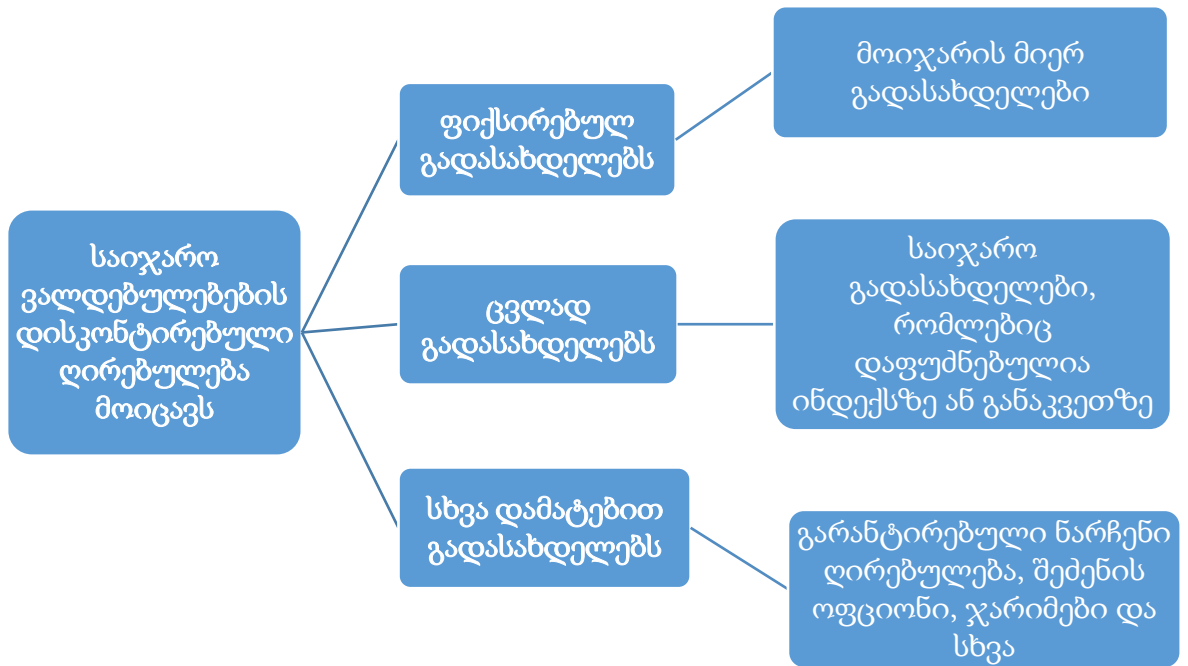 საიჯარო
ვალდებულებების
დისკონტირებული
ღირებულება
მოიცავს
ფიქსირებულ
გადასახდელებს
მოიჯარის მიერ
გადასახდელები
ცვლად
გადასახდელებს
საიჯარო
გადასახდელები,
რომლებიც
დაფუძნებულია
ინდექსზე ან განაკვეთზე
სხვა დამატებით
გადასახდელებს
გარანტირებული ნარჩენი
ღირებულება, შეძენის
ოფციონი, ჯარიმები და
სხვა